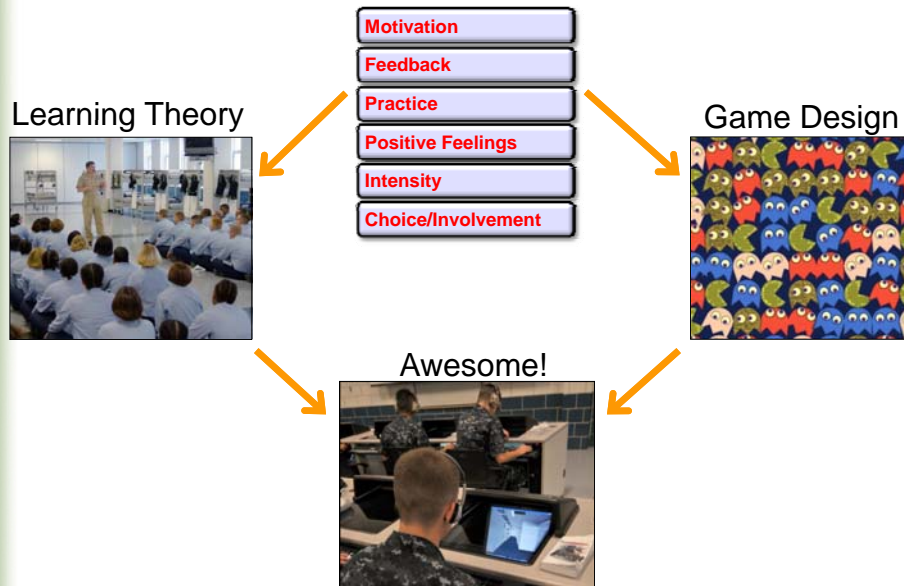 Motivation
Feedback
Practice
Positive Feelings
Intensity
Choice/Involvement
Learning Theory
Game Design
Awesome!